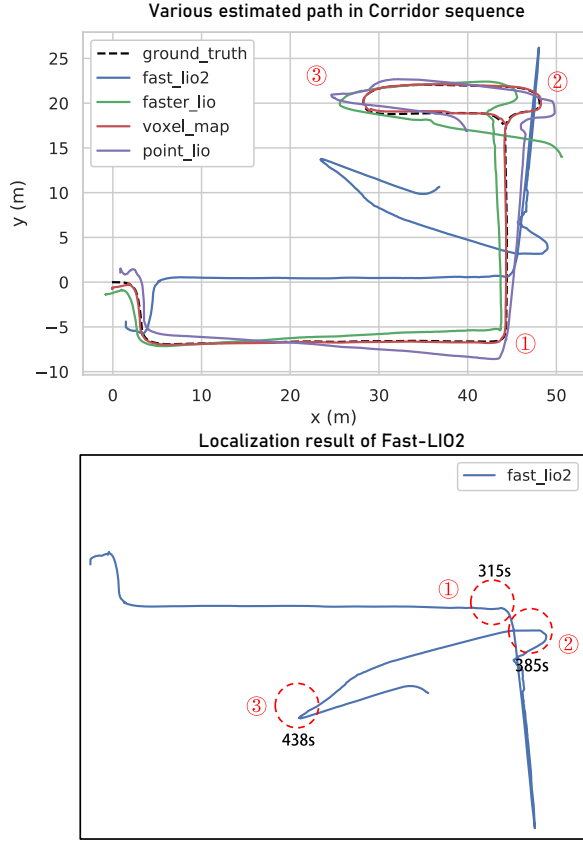 Various estimated path in Corridor sequence
25
20
15
10
5
0
−5
−10
y (m)
ground_truth
fast_lio2
faster_lio
voxel_map
point_lio
③
②
①
0
10
20
30
40
50
x (m)
Localization result of Fast-LIO2
fast_lio2
315s
①
②
385s
③
438s